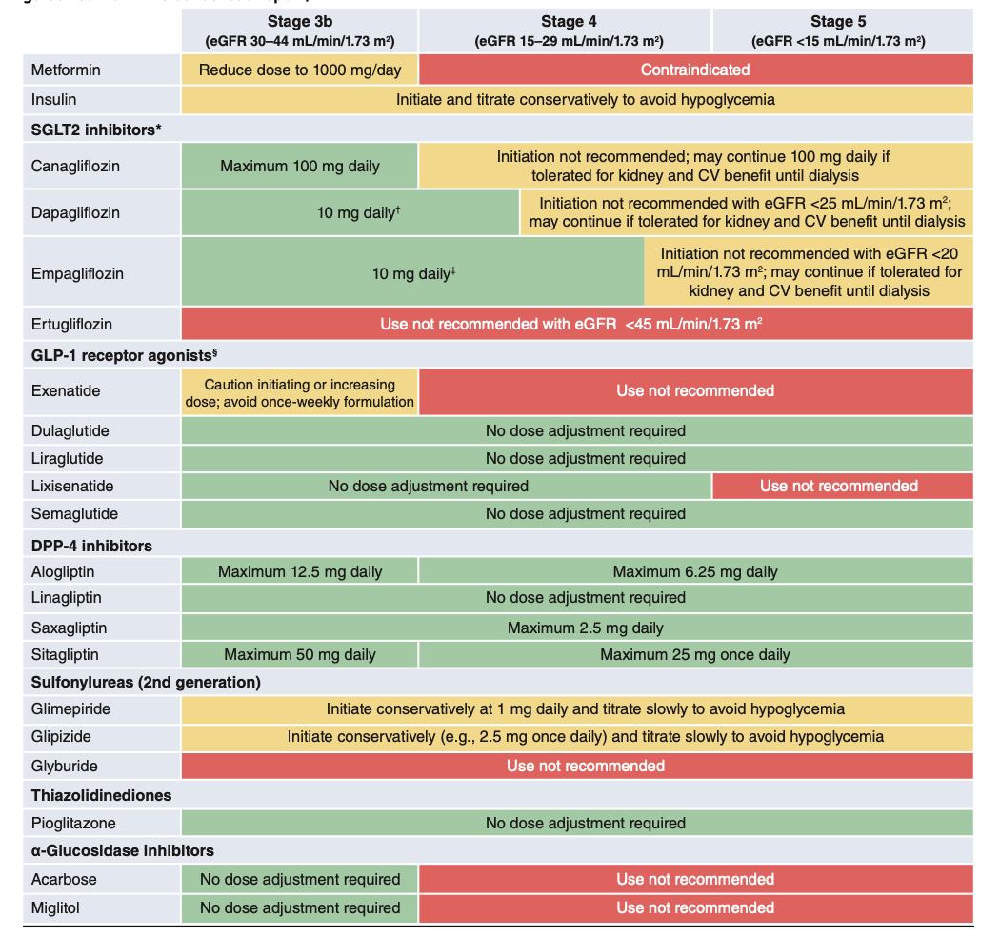 Stage 3b
(eGFR 30–44 mL/min/1.73 m²)
Stage 4
(eGFR 15–29 mL/min/1.73 m²)
Stage 5
(eGFR <15 mL/min/1.73 m²)
Metformin
Reduce dose to 1000 mg/day
Contraindicated
Insulin
Initiate and titrate conservatively to avoid hypoglycemia
SGLT2 inhibitors*
Canagliflozin
Maximum 100 mg daily
Initiation not recommended; may continue 100 mg daily if
tolerated for kidney and CV benefit until dialysis
Dapagliflozin
10 mg daily†
Initiation not recommended with eGFR <25 mL/min/1.73 m²;
may continue if tolerated for kidney and CV benefit until dialysis
Empagliflozin
10 mg daily‡
Initiation not recommended with eGFR <20
mL/min/1.73 m²; may continue if tolerated for
kidney and CV benefit until dialysis
Ertugliflozin
Use not recommended with eGFR <45 mL/min/1.73 m²
GLP-1 receptor agonists§
Exenatide
Caution initiating or increasing
dose; avoid once-weekly formulation
Use not recommended
Dulaglutide
No dose adjustment required
Liraglutide
No dose adjustment required
Lixisenatide
No dose adjustment required
Use not recommended
Semaglutide
No dose adjustment required
DPP-4 inhibitors
Alogliptin
Maximum 12.5 mg daily
Maximum 6.25 mg daily
Linagliptin
No dose adjustment required
Saxagliptin
Maximum 2.5 mg daily
Sitagliptin
Maximum 50 mg daily
Maximum 25 mg once daily
Sulfonylureas (2nd generation)
Glimepiride
Initiate conservatively at 1 mg daily and titrate slowly to avoid hypoglycemia
Glipizide
Initiate conservatively (e.g., 2.5 mg once daily) and titrate slowly to avoid hypoglycemia
Glyburide
Use not recommended
Thiazolidinediones
Pioglitazone
No dose adjustment required
α-Glucosidase inhibitors
Acarbose
No dose adjustment required
Use not recommended
Miglitol
No dose adjustment required
Use not recommended